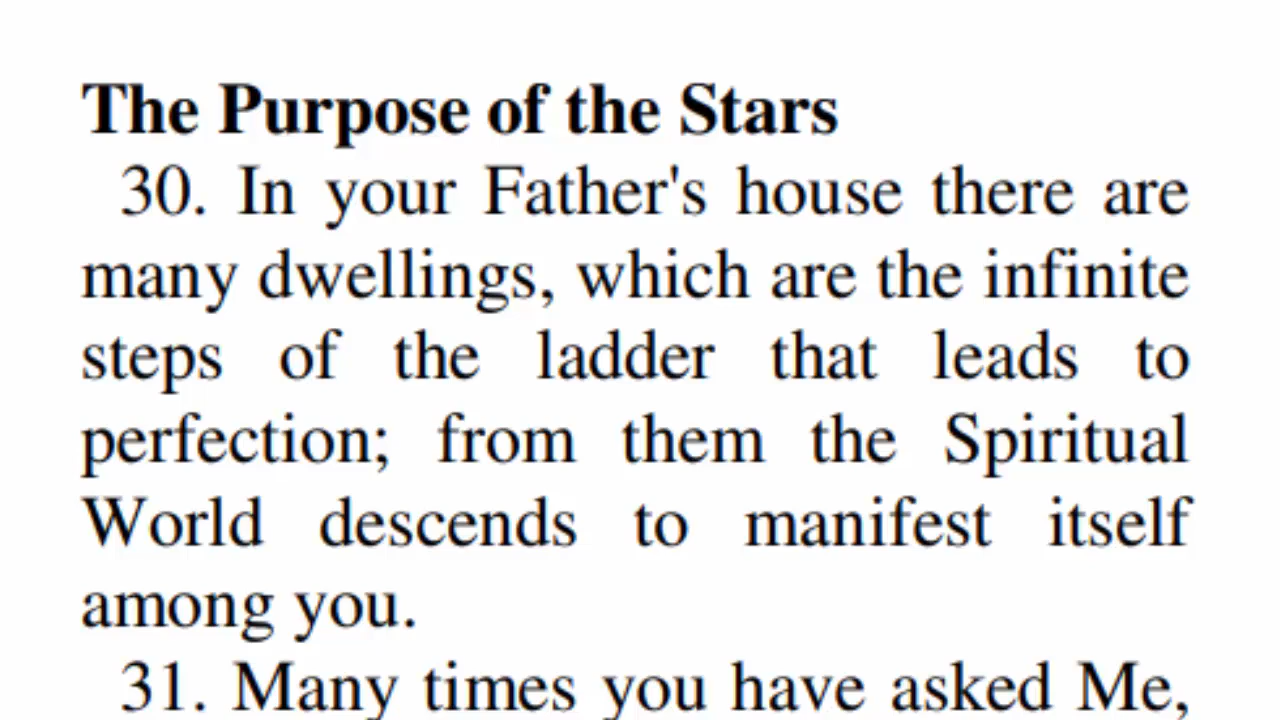 The Purpose of the Stars
30. In your Father's house there are
many dwellings, which are the infinite
steps of the ladder that leads to
perfection; from them the Spiritual
World descends to manifest itself
among you.
31. Many times you have asked Me,